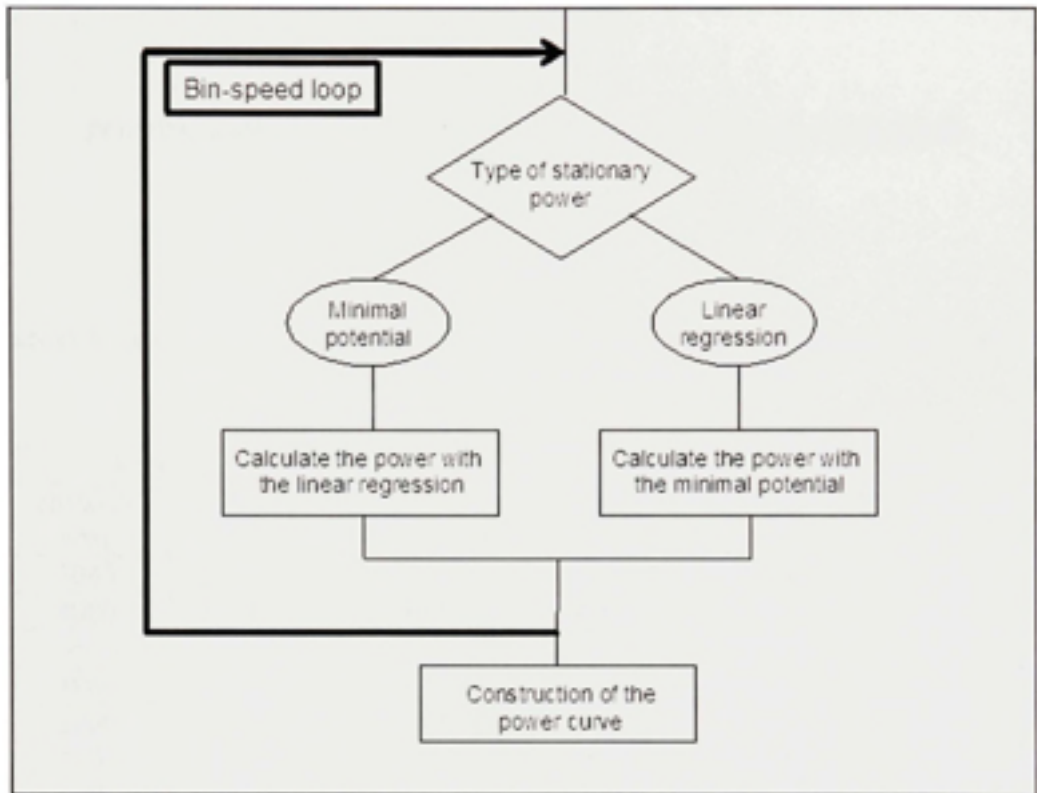 Bin-speed loop
Type of stationary
power
Minimal
potential
Linear
regression
Calculate the power with
the linear regression
Calculate the power with
the minimal potential
Construction of the
power curve